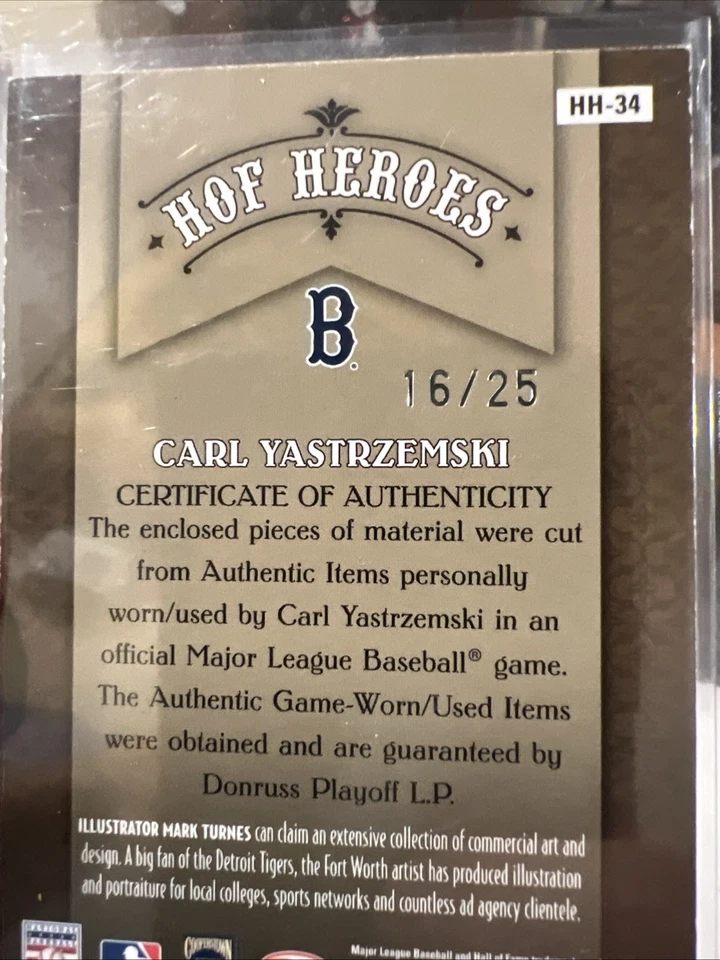 HH-34
HOF HEROES
B
16/25
CARL YASTRZEMSKI
CERTIFICATE OF AUTHENTICITY
The enclosed pieces of material were cut
from Authentic Items personally
worn/used by Carl Yastrzemski in an
official Major League Baseball® game.
The Authentic Game-Worn/Used Items
were obtained and are guaranteed by
Donruss Playoff L.P.
ILLUSTRATOR MARK TURNES can claim an extensive collection of commercial art and
design. A big fan of the Detroit Tigers, the Fort Worth artist has produced illustration
and portraiture for local colleges, sports networks and countless ad agency clientele.
COOPERSTOWN
Major League Baseball and Hall of Fame